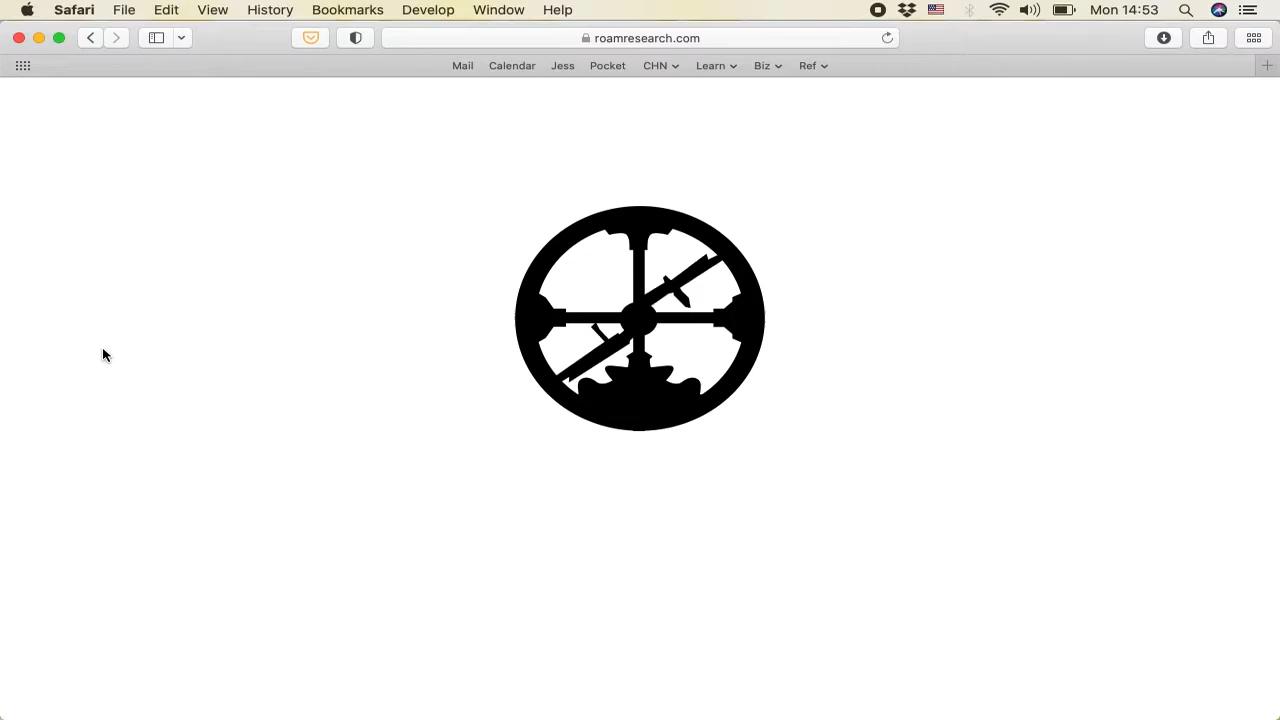 Safari File Edit View History Bookmarks Develop Window Help Mon 14:53
roamresearch.com
Mail Calendar Jess Pocket CHN Learn Biz Ref